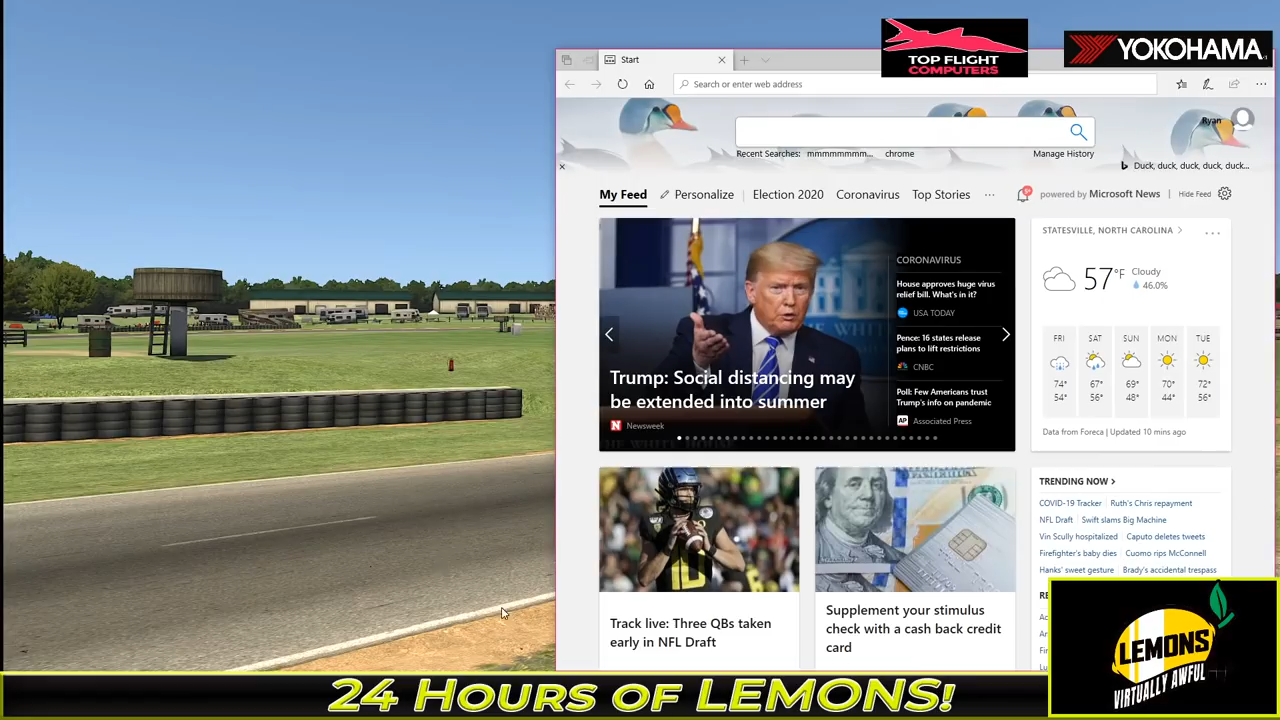 TOP FLIGHT
COMPUTERS
YOKOHAMA
Start
Search or enter web address
Ryan
Recent Searches: mmmmmmmm... chrome
Manage History
Duck, duck, duck, duck, duck...
My Feed
Personalize
Election 2020
Coronavirus
Top Stories
powered by Microsoft News
Hide Feed
CORONAVIRUS
House approves huge virus
relief bill. What's in it?
USA TODAY
Pence: 16 states release
plans to lift restrictions
CNBC
Poll: Few Americans trust
Trump's info on pandemic
AP Associated Press
Trump: Social distancing may
be extended into summer
N Newsweek
STATESVILLE, NORTH CAROLINA
57°F
Cloudy
46.0%
FRI SAT SUN MON TUE
74° 67° 69° 70° 72°
54° 56° 48° 44° 56°
Data from Foreca | Updated 10 mins ago
Track live: Three QBs taken
early in NFL Draft
Supplement your stimulus
check with a cash back credit
card
TRENDING NOW
COVID-19 Tracker Ruth's Chris repayment
NFL Draft Swift slams Big Machine
Vin Scully hospitalized Caputo deletes tweets
Firefighter's baby dies Cuomo rips McConnell
Hanks' sweet gesture Brady's accidental trespass
24 HOURS OF LEMONS!
LEMONS
VIRTUALLY AWFUL